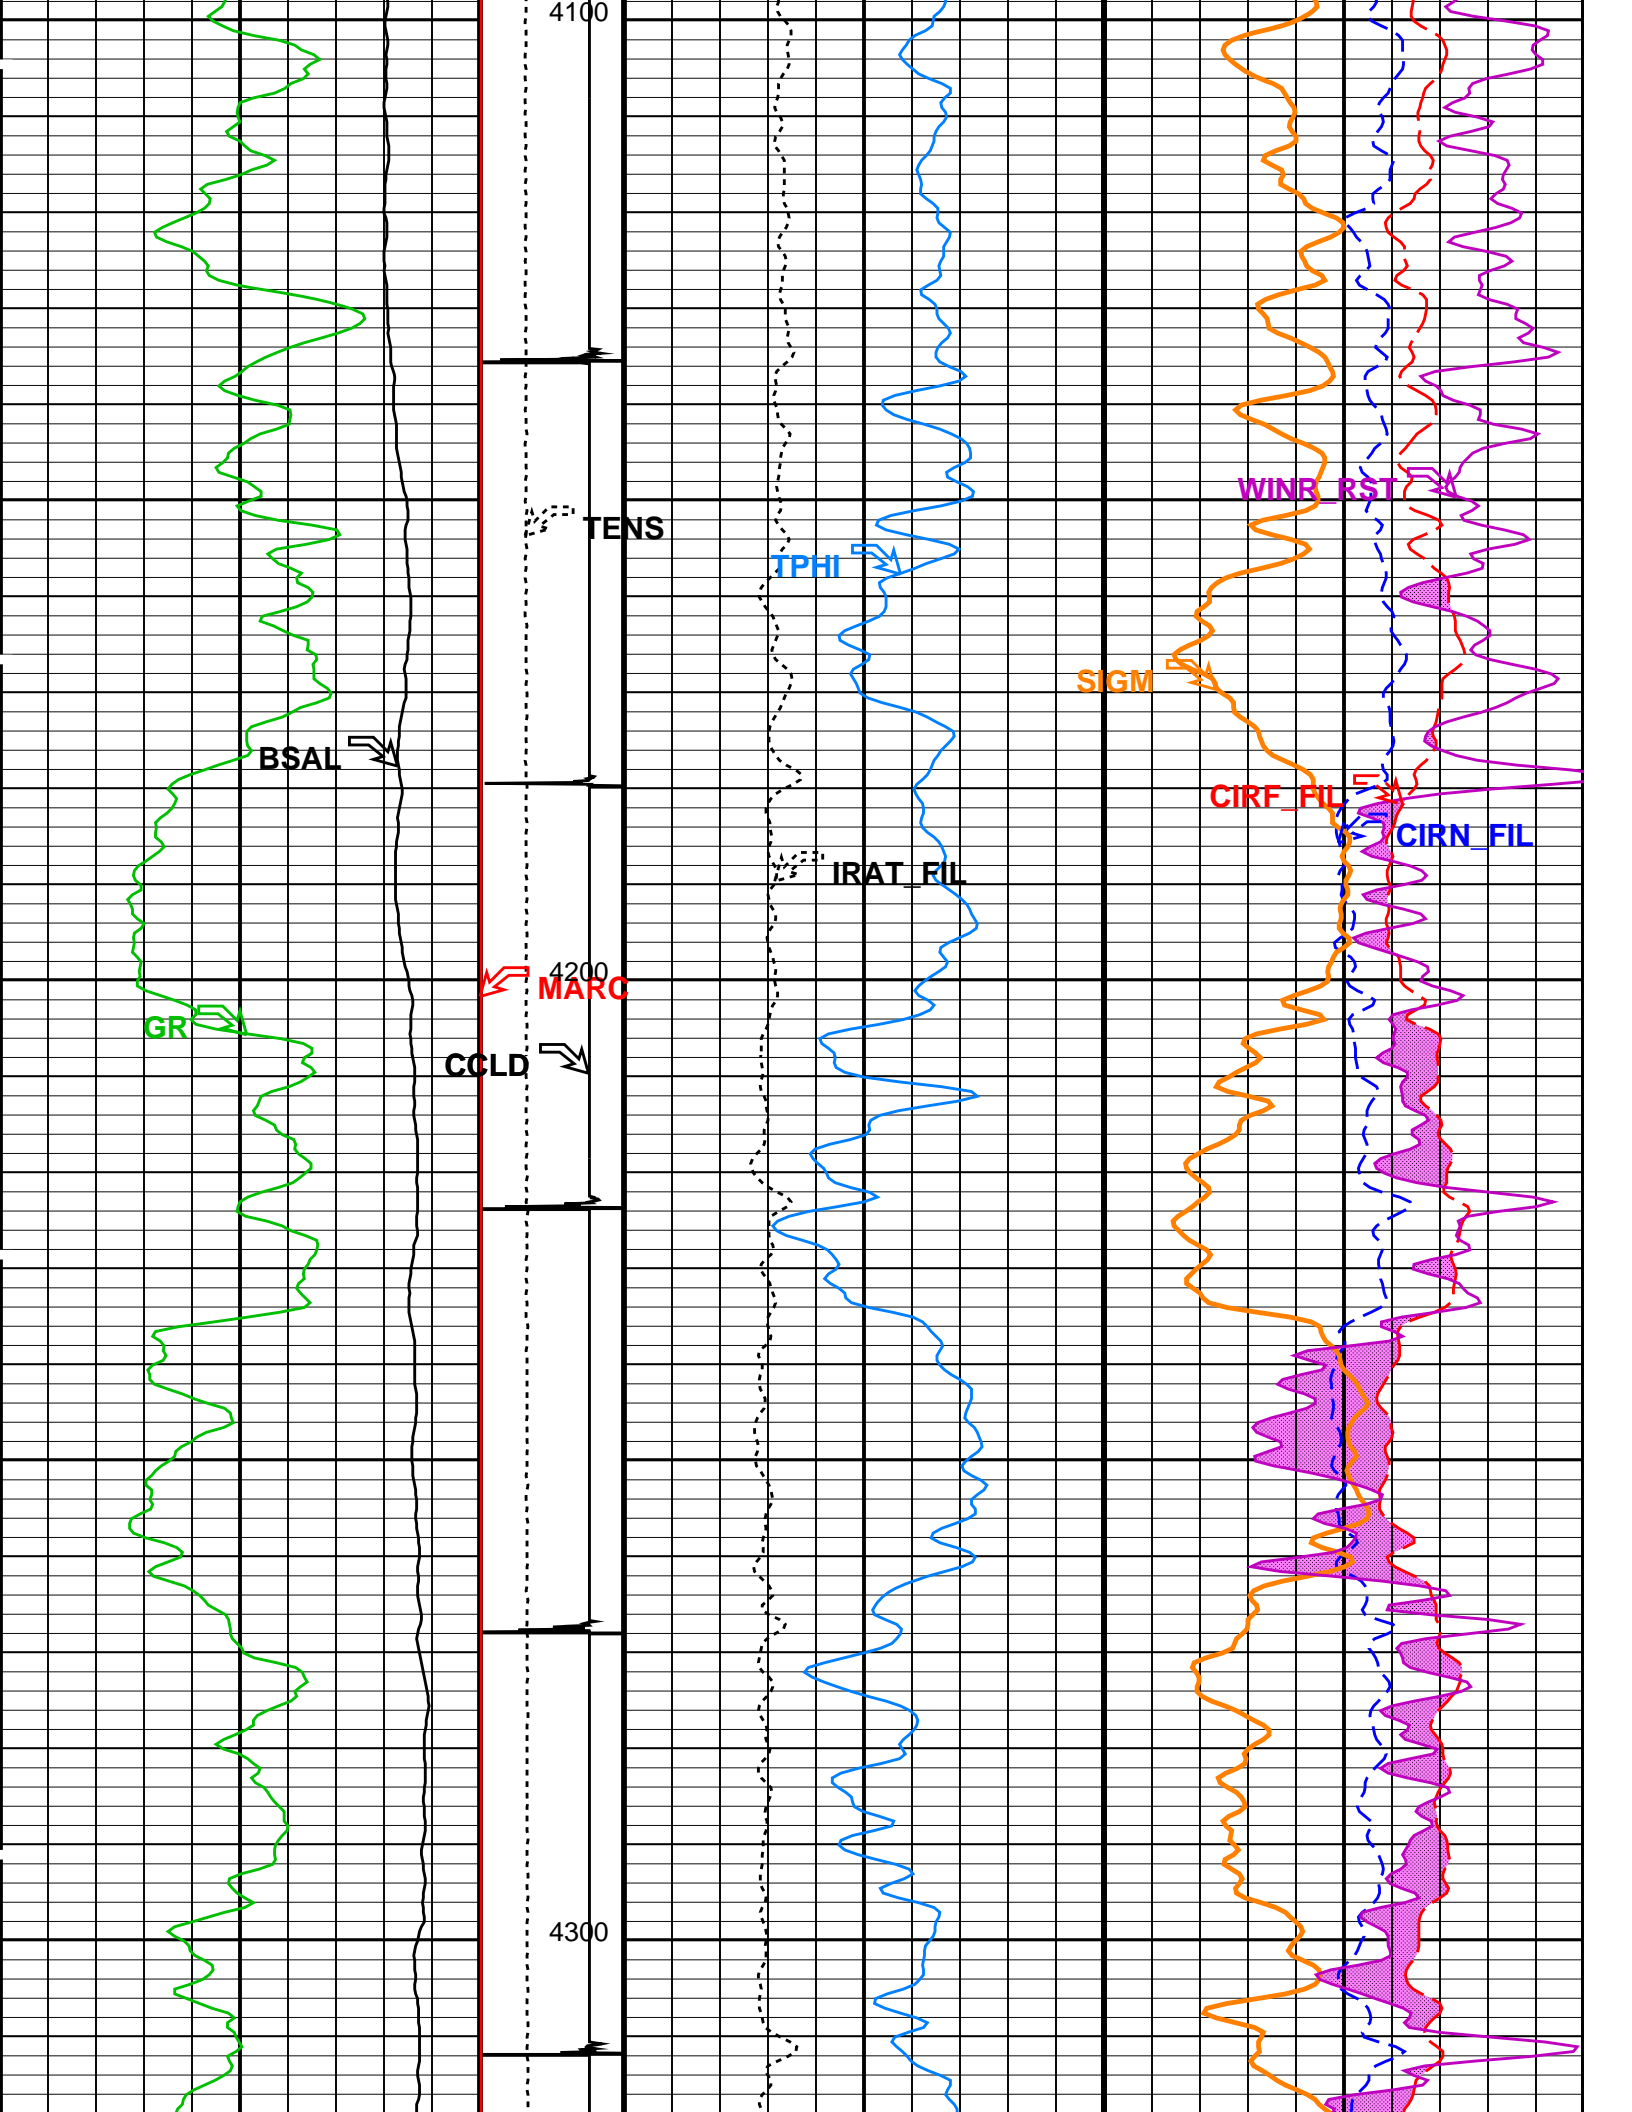 4100
WINR_RST
TENS
TPHI
SIGM
BSAL
CIRF_FIL
CIRN_FIL
IRAT_FIL
4200
MARC
GR
CCLD
4300